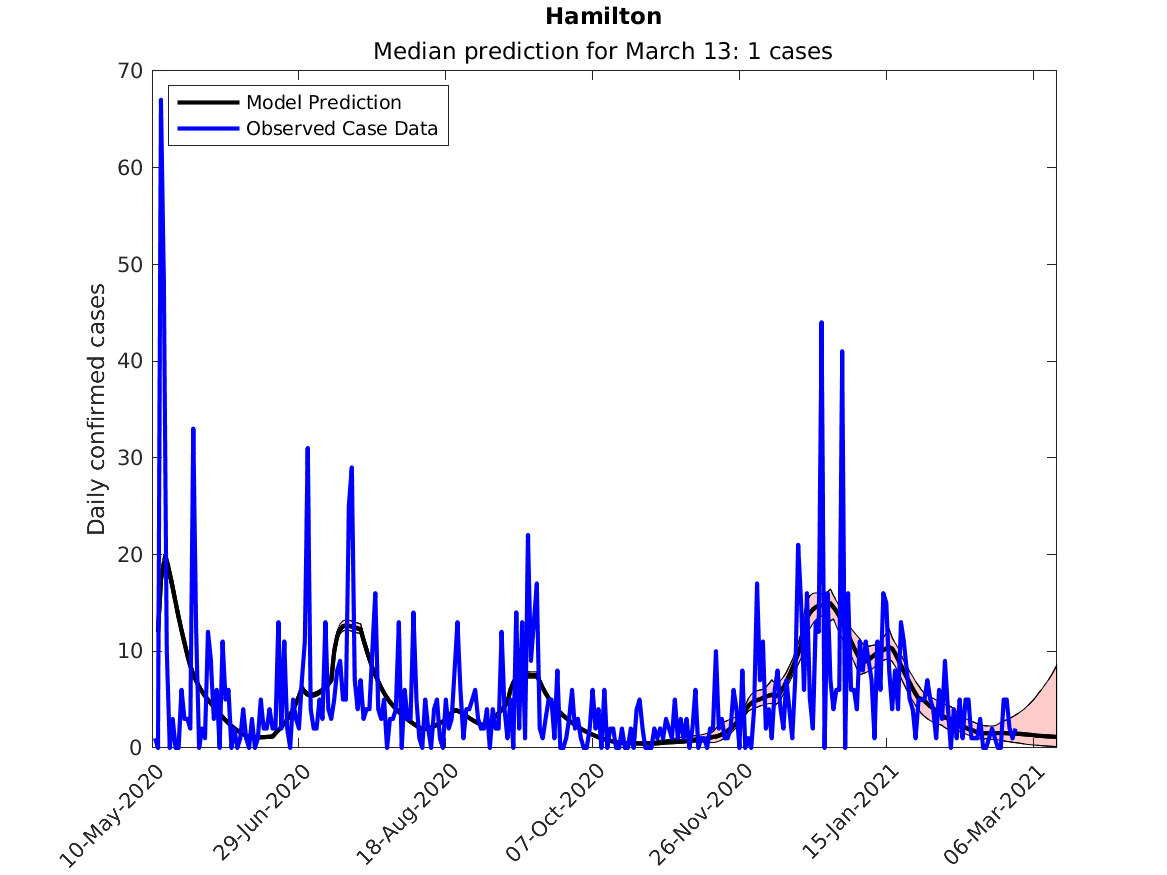 Hamilton
Median prediction for March 13: 1 cases
Model Prediction
Observed Case Data
Daily confirmed cases
70
60
50
40
30
20
10
0
10-May-2020
29-Jun-2020
18-Aug-2020
07-Oct-2020
26-Nov-2020
15-Jan-2021
06-Mar-2021